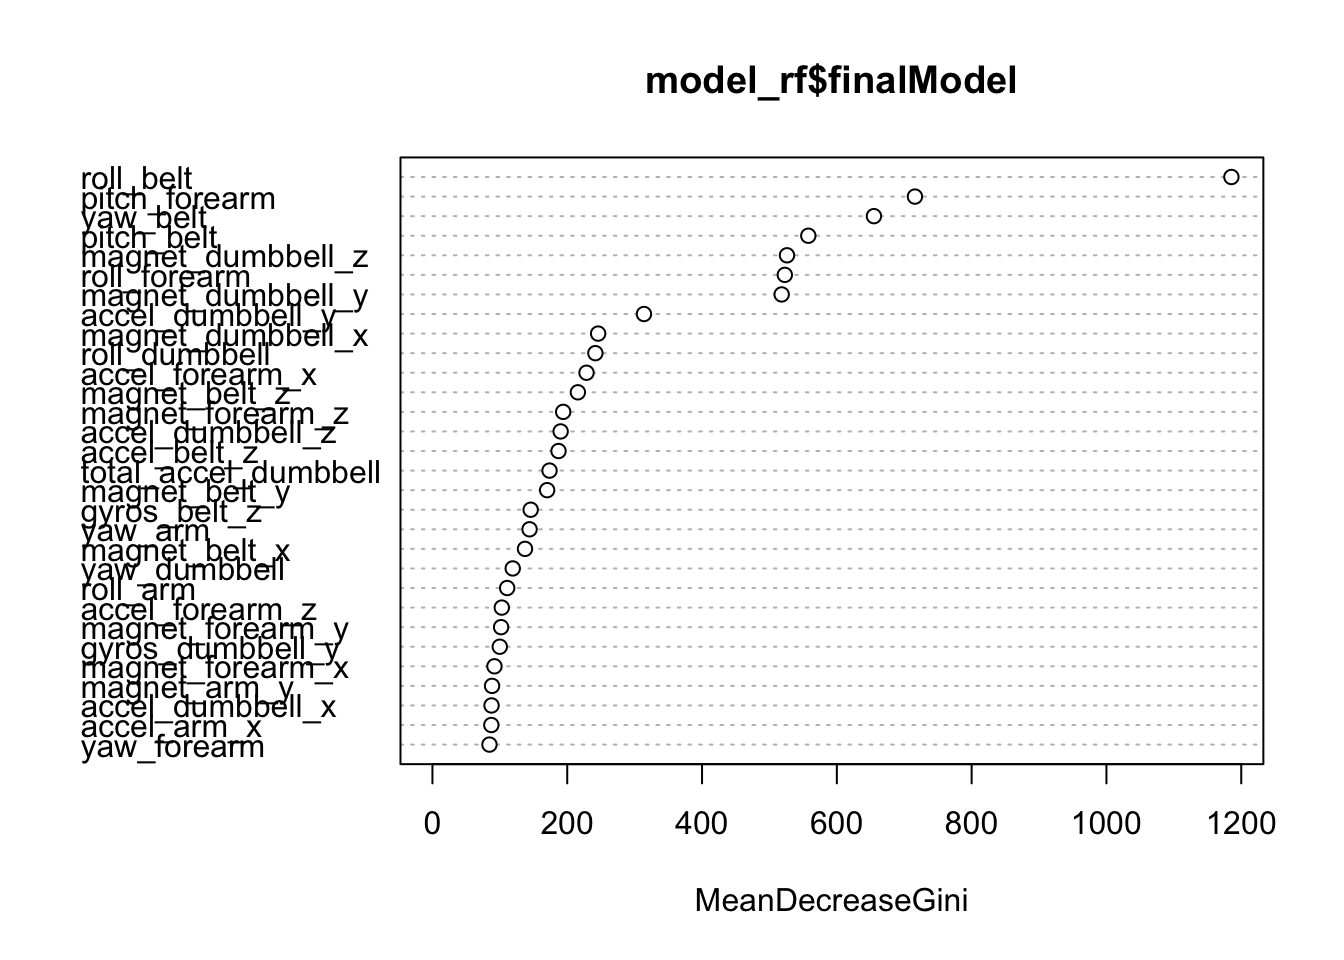 model_rf$finalModel
roll_belt
pitch_forearm
yaw_belt
pitch_belt
magnet_dumbbell_z
roll_forearm
magnet_dumbbell_y
accel_dumbbell_y
magnet_dumbbell_x
roll_dumbbell
accel_forearm_x
magnet_belt_z
magnet_forearm_z
accel_dumbbell_z
accel_belt_z
total_accel_dumbbell
magnet_belt_y
gyros_belt_z
yaw_arm
magnet_belt_x
yaw_dumbbell
roll_arm
accel_forearm_z
magnet_forearm_y
gyros_dumbbell_y
magnet_forearm_x
magnet_arm_y
accel_dumbbell_x
accel_arm_x
yaw_forearm
0 200 400 600 800 1000 1200
MeanDecreaseGini